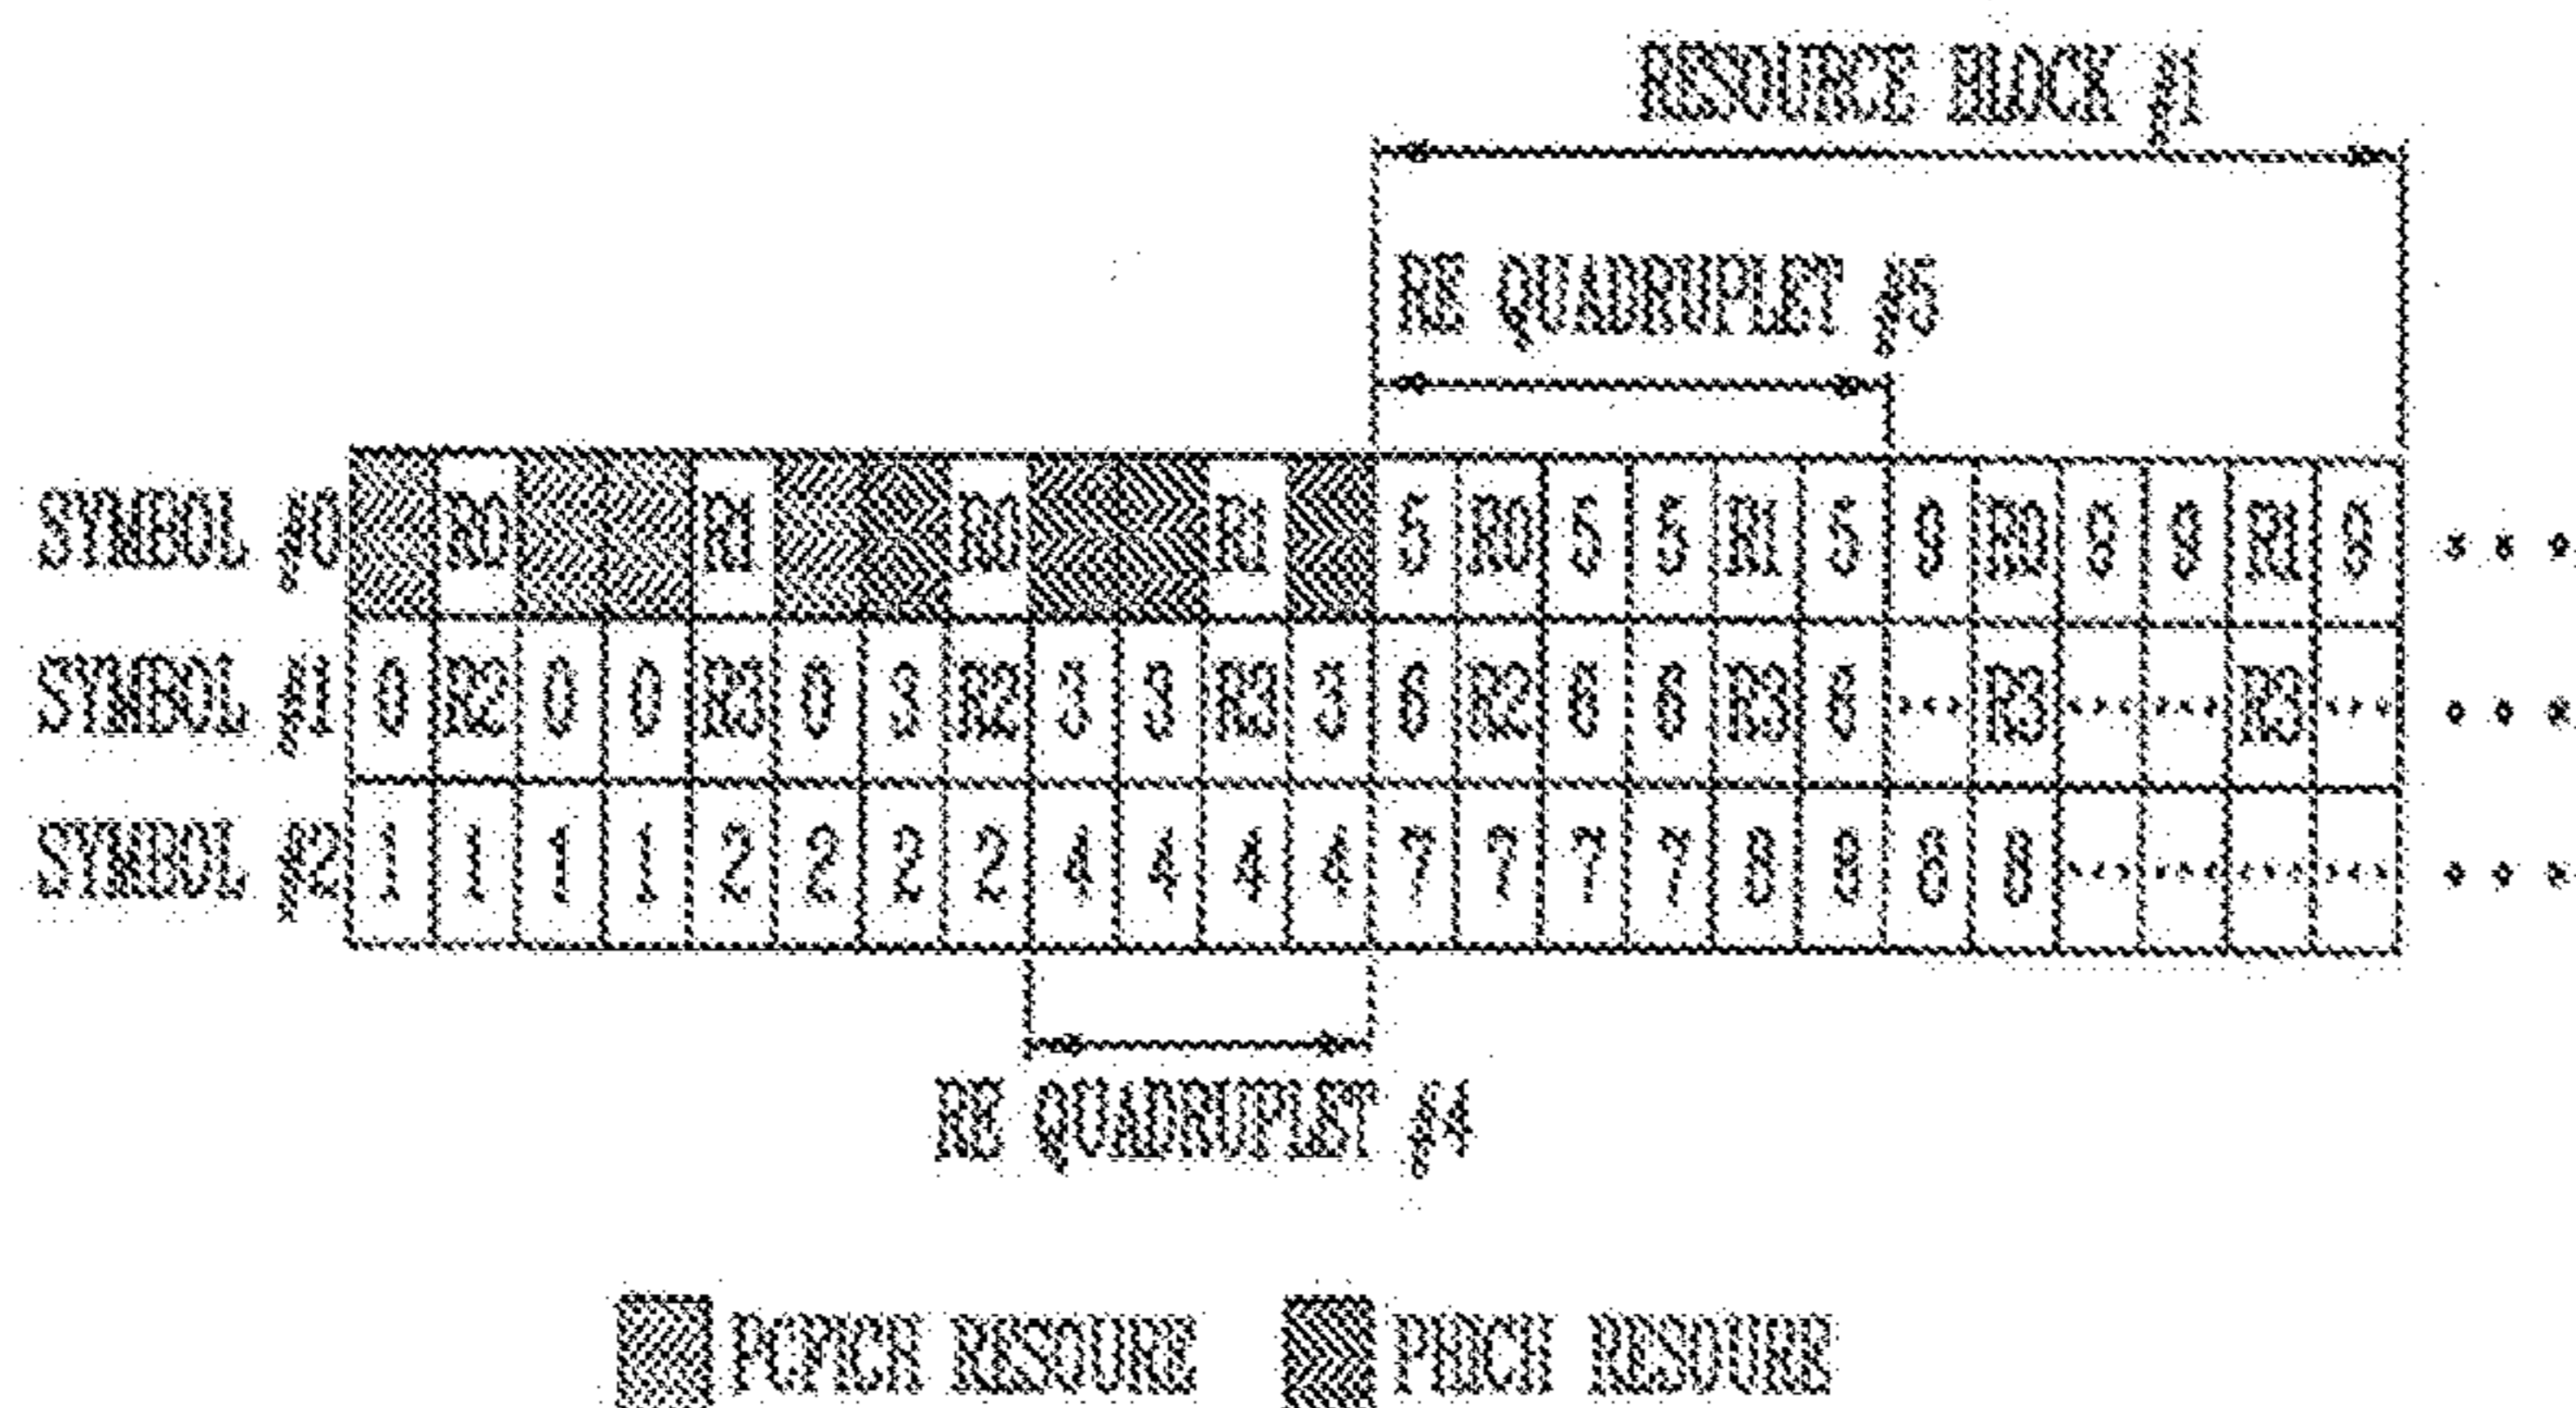 RESOURCE BLOCK #1
RE QUADRUPLET #5
SYMBOL #0 R0 R1 R0 R1 5 R0 5 5 R1 5 9 R0 9 9 R1 9 • • •
SYMBOL #1 0 R2 0 0 R3 0 3 R2 3 3 R3 3 6 R2 6 6 R3 6 ••• R3 ••• ••• R3 ••• • • •
SYMBOL #2 1 1 1 1 2 2 2 2 4 4 4 4 7 7 7 7 8 8 8 8 ••• ••• ••• ••• • • •
RE QUADRUPLET #4
PCFICH RESOURE PHICH RESOURE